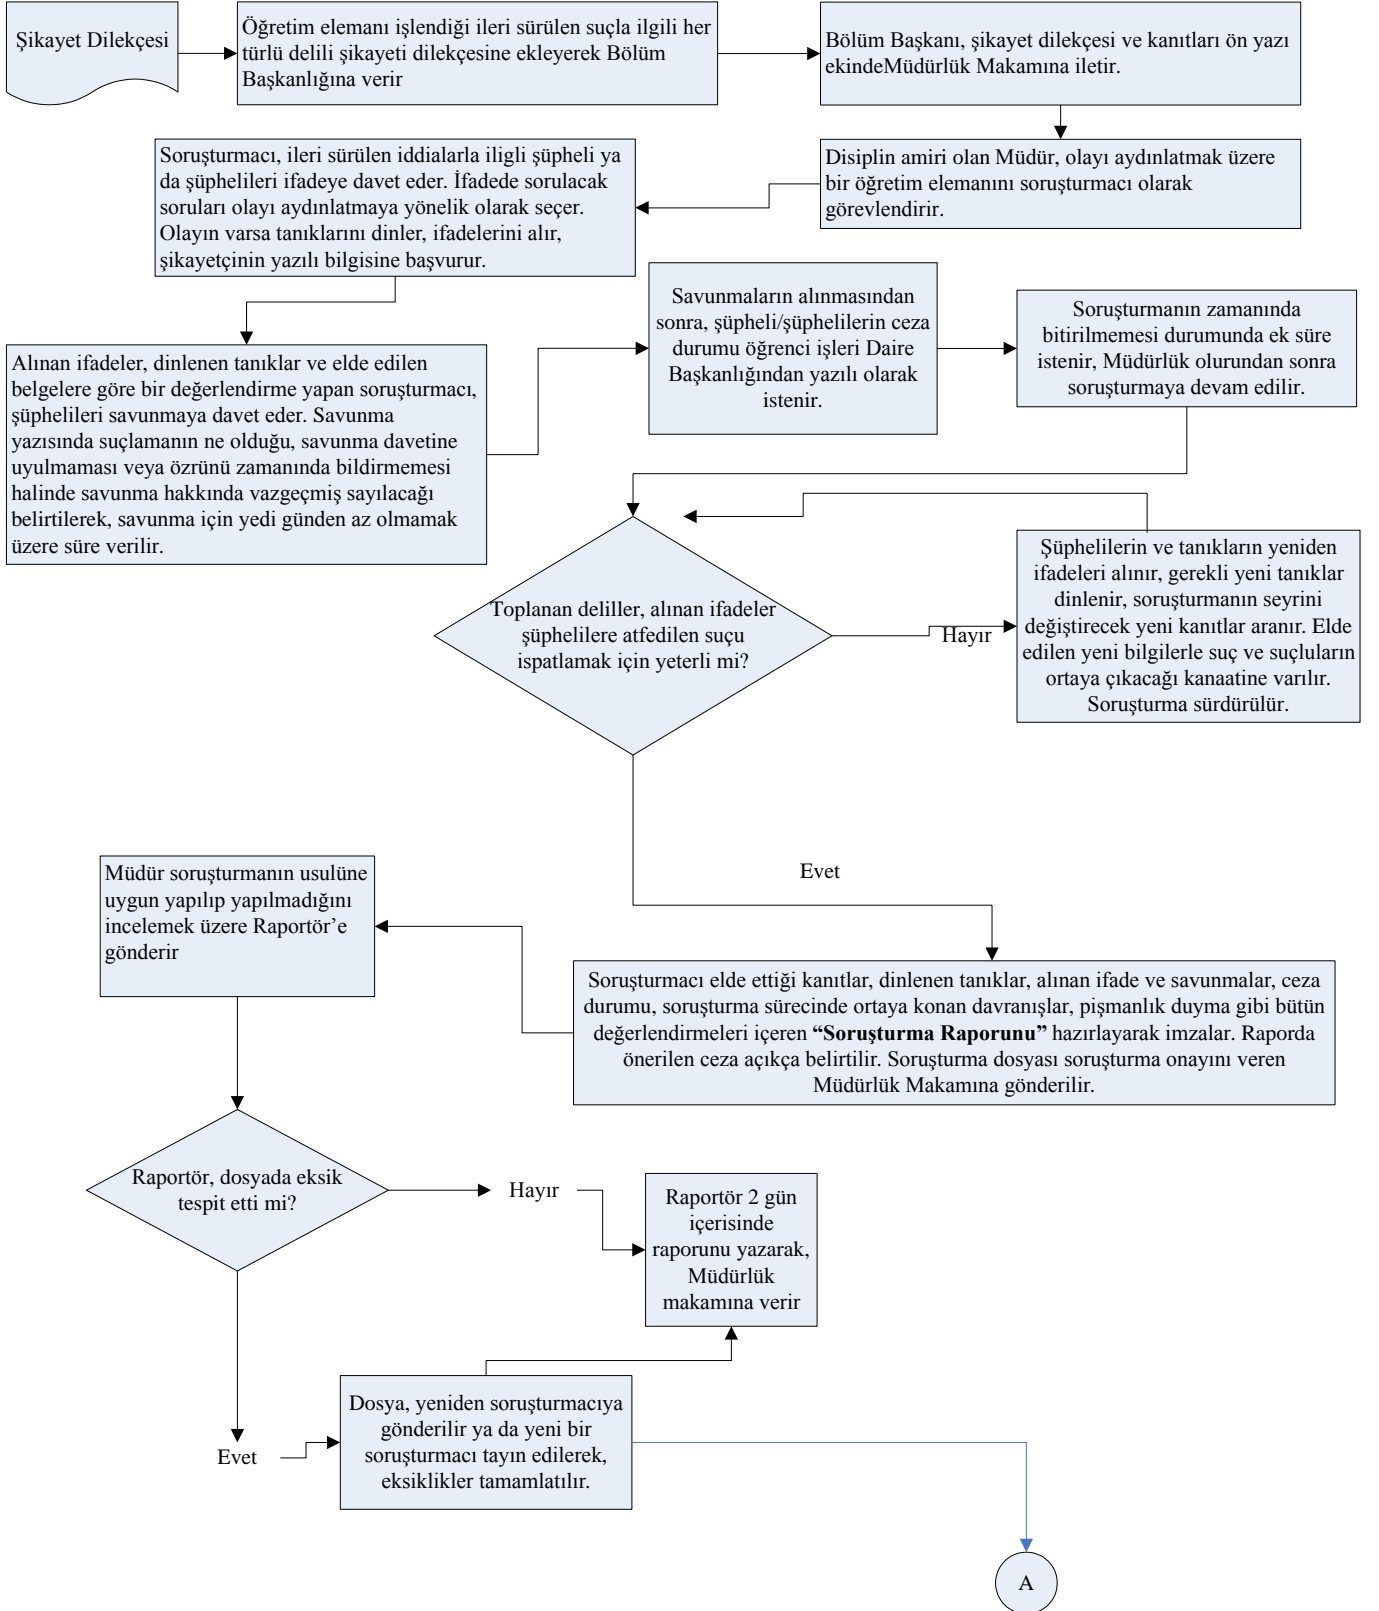 Şikayet Dilekçesi
Öğretim elemanı işlendiği ileri sürülen suçla ilgili her
türlü delili şikayeti dilekçesine ekleyerek Bölüm
Başkanlığına verir
Bölüm Başkanı, şikayet dilekçesi ve kanıtları ön yazı
ekindeMüdürlük Makamına iletir.
Disiplin amiri olan Müdür, olayı aydınlatmak üzere
bir öğretim elemanını soruşturmacı olarak
görevlendirir.
Soruşturmacı, ileri sürülen iddialarla iligli şüpheli ya
da şüphelileri ifadeye davet eder. İfadede sorulacak
soruları olayı aydınlatmaya yönelik olarak seçer.
Olayın varsa tanıklarını dinler, ifadelerini alır,
şikayetçinin yazılı bilgisine başvurur.
Alınan ifadeler, dinlenen tanıklar ve elde edilen
belgelere göre bir değerlendirme yapan soruşturmacı,
şüphelileri savunmaya davet eder. Savunma
yazısında suçlamanın ne olduğu, savunma davetine
uyulmaması veya özrünü zamanında bildirmemesi
halinde savunma hakkında vazgeçmiş sayılacağı
belirtilerek, savunma için yedi günden az olmamak
üzere süre verilir.
Savunmaların alınmasından
sonra, şüpheli/şüphelilerin ceza
durumu öğrenci işleri Daire
Başkanlığından yazılı olarak
istenir.
Soruşturmanın zamanında
bitirilmemesi durumunda ek süre
istenir, Müdürlük olurundan sonra
soruşturmaya devam edilir.
Toplanan deliller, alınan ifadeler
şüphelilere atfedilen suçu
ispatlamak için yeterli mi?
Hayır
Şüphelilerin ve tanıkların yeniden
ifadeleri alınır, gerekli yeni tanıklar
dinlenir, soruşturmanın seyrini
değiştirecek yeni kanıtlar aranır. Elde
edilen yeni bilgilerle suç ve suçluların
ortaya çıkacağı kanaatine varılır.
Soruşturma sürdürülür.
Evet
Soruşturmacı elde ettiği kanıtlar, dinlenen tanıklar, alınan ifade ve savunmalar, ceza
durumu, soruşturma sürecinde ortaya konan davranışlar, pişmanlık duyma gibi bütün
değerlendirmeleri içeren “Soruşturma Raporunu” hazırlayarak imzalar. Raporda
önerilen ceza açıkça belirtilir. Soruşturma dosyası soruşturma onayını veren
Müdürlük Makamına gönderilir.
Müdür soruşturmanın usulüne
uygun yapılıp yapılmadığını
incelemek üzere Raportör’e
gönderir
Raportör, dosyada eksik
tespit etti mi?
Hayır
Raportör 2 gün
içerisinde
raporunu yazarak,
Müdürlük
makamına verir
Evet
Dosya, yeniden soruşturmacıya
gönderilir ya da yeni bir
soruşturmacı tayin edilerek,
eksiklikler tamamlatılır.
A